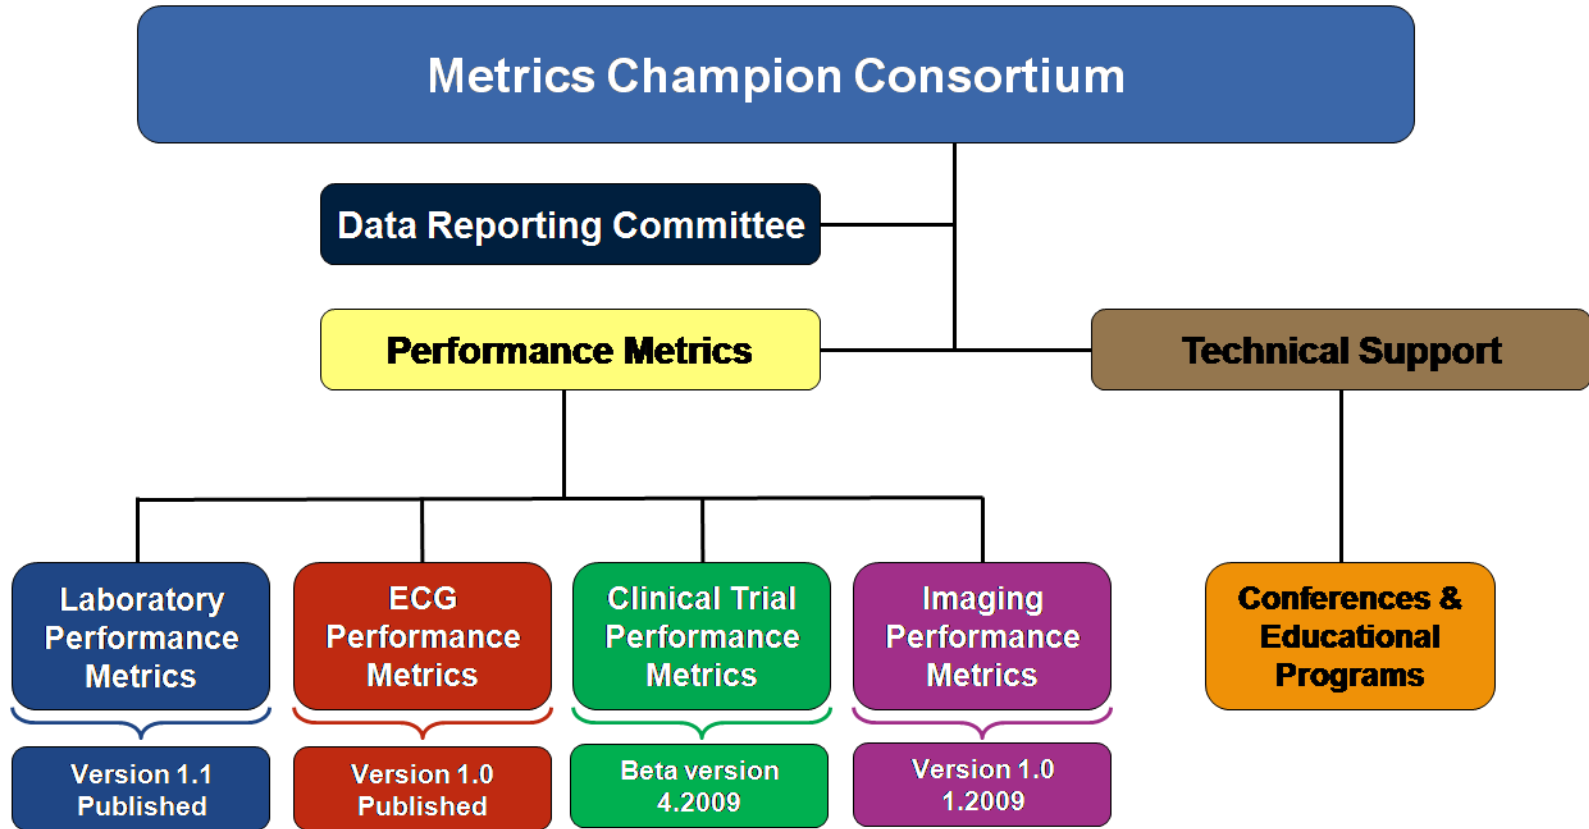 Metrics Champion Consortium
Data Reporting Committee
Performance Metrics
Technical Support
Laboratory
Performance
Metrics
ECG
Performance
Metrics
Clinical Trial
Performance
Metrics
Imaging
Performance
Metrics
Conferences &
Educational
Programs
Version 1.1
Published
Version 1.0
Published
Beta version
4.2009
Version 1.0
1.2009